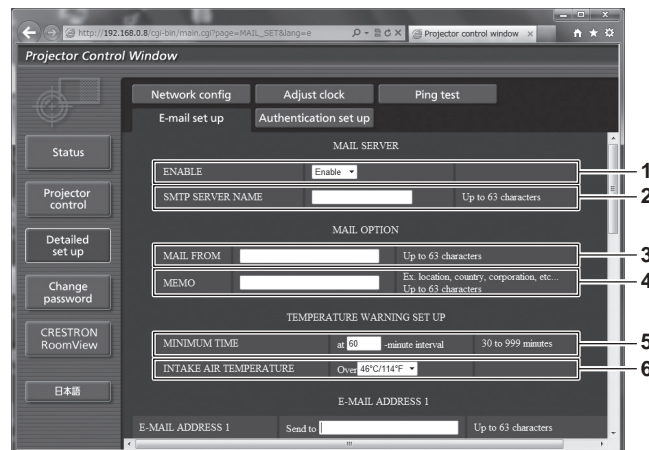 http://192.168.0.8/cgi-bin/main.cgi?page=MAIL_SET&lang=e
Projector control window
Projector Control Window
Network config
Adjust clock
Ping test
E-mail set up
Authentication set up
Status
Projector control
Detailed set up
Change password
CRESTRON RoomView
日本語
MAIL SERVER
ENABLE Enable 1
SMTP SERVER NAME Up to 63 characters 2
MAIL OPTION
MAIL FROM Up to 63 characters 3
MEMO Ex. location, country, corporation, etc... 4
Up to 63 characters
TEMPERATURE WARNING SET UP
MINIMUM TIME at 60 -minute interval 30 to 999 minutes 5
INTAKE AIR TEMPERATURE Over 46°C/114°F 6
E-MAIL ADDRESS 1
E-MAIL ADDRESS 1 Send to Up to 63 characters